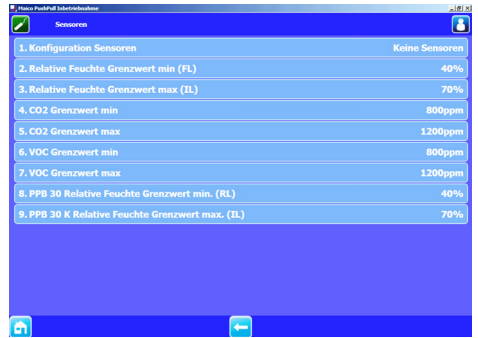 Maico PushPull Inbetriebnahme
Sensoren
1. Konfiguration Sensoren Keine Sensoren
2. Relative Feuchte Grenzwert min (FL) 40%
3. Relative Feuchte Grenzwert max (IL) 70%
4. CO2 Grenzwert min 800ppm
5. CO2 Grenzwert max 1200ppm
6. VOC Grenzwert min 800ppm
7. VOC Grenzwert max 1200ppm
8. PPB 30 Relative Feuchte Grenzwert min. (RL) 40%
9. PPB 30 K Relative Feuchte Grenzwert max. (IL) 70%